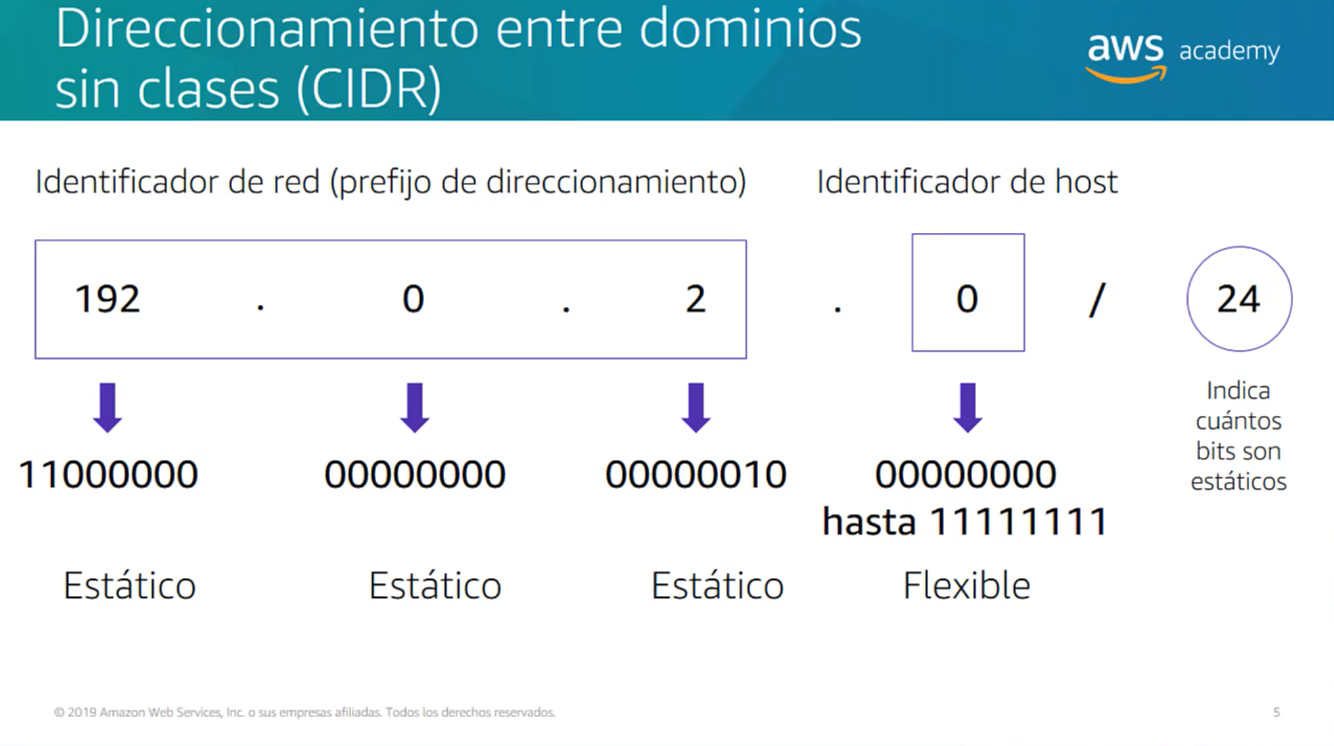 Direccionamiento entre dominios
sin clases (CIDR)
aws academy
Identificador de red (prefijo de direccionamiento)
Identificador de host
192 . 0 . 2 . 0 / 24
Indica
cuántos
bits son
estáticos
11000000 00000000 00000010 00000000
hasta 11111111
Estático Estático Estático Flexible
© 2019 Amazon Web Services, Inc. o sus empresas afiliadas. Todos los derechos reservados.
5